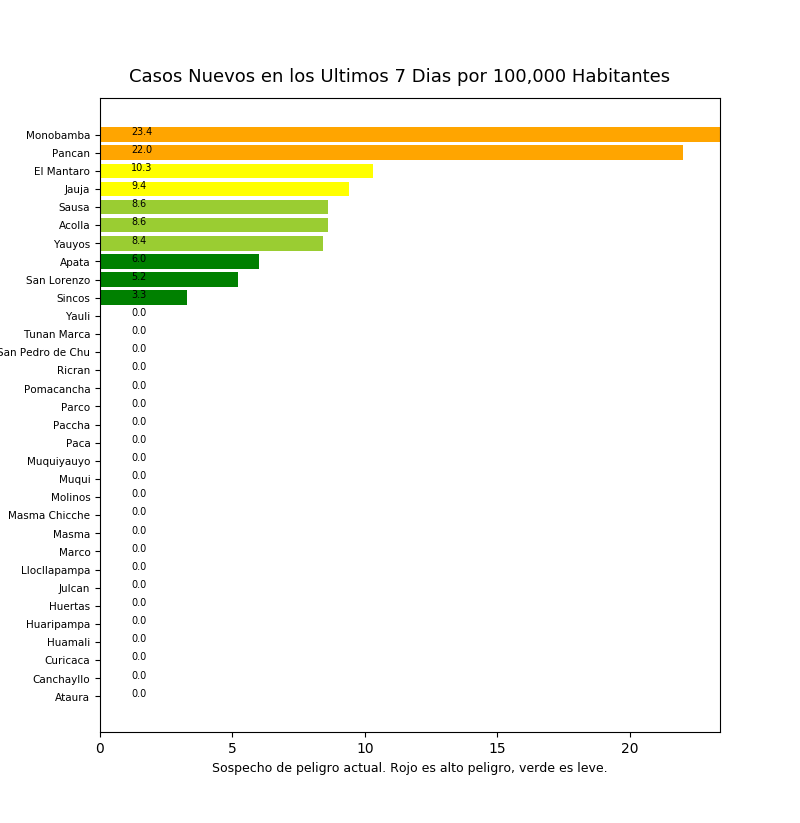 Casos Nuevos en los Ultimos 7 Dias por 100,000 Habitantes
Monobamba 23.4
Pancan 22.0
El Mantaro 10.3
Jauja 9.4
Sausa 8.6
Acolla 8.6
Yauyos 8.4
Apata 6.0
San Lorenzo 5.2
Sincos 3.3
Yauli 0.0
Tunan Marca 0.0
San Pedro de Chu 0.0
Ricran 0.0
Pomacancha 0.0
Parco 0.0
Paccha 0.0
Paca 0.0
Muquiyauyo 0.0
Muqui 0.0
Molinos 0.0
Masma Chicche 0.0
Masma 0.0
Marco 0.0
Llocllapampa 0.0
Julcan 0.0
Huertas 0.0
Huaripampa 0.0
Huamali 0.0
Curicaca 0.0
Canchayllo 0.0
Ataura 0.0
0 5 10 15 20
Sospecho de peligro actual. Rojo es alto peligro, verde es leve.